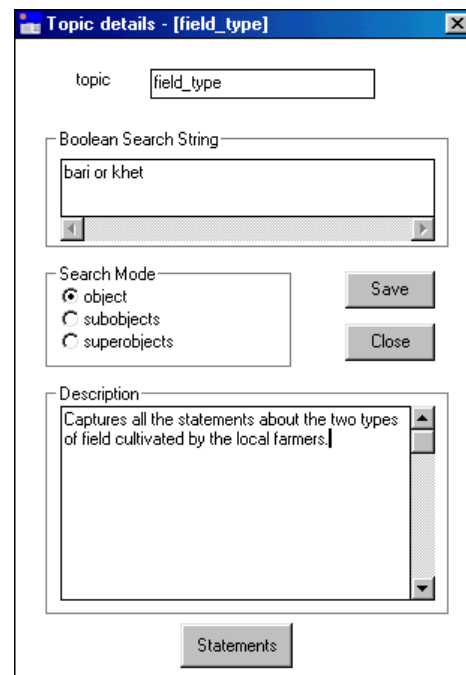 Topic details - [field_type]
topic
field_type
Boolean Search String
bari or khet
Search Mode
object
subobjects
superobjects
Save
Close
Description
Captures all the statements about the two types
of field cultivated by the local farmers.
Statements